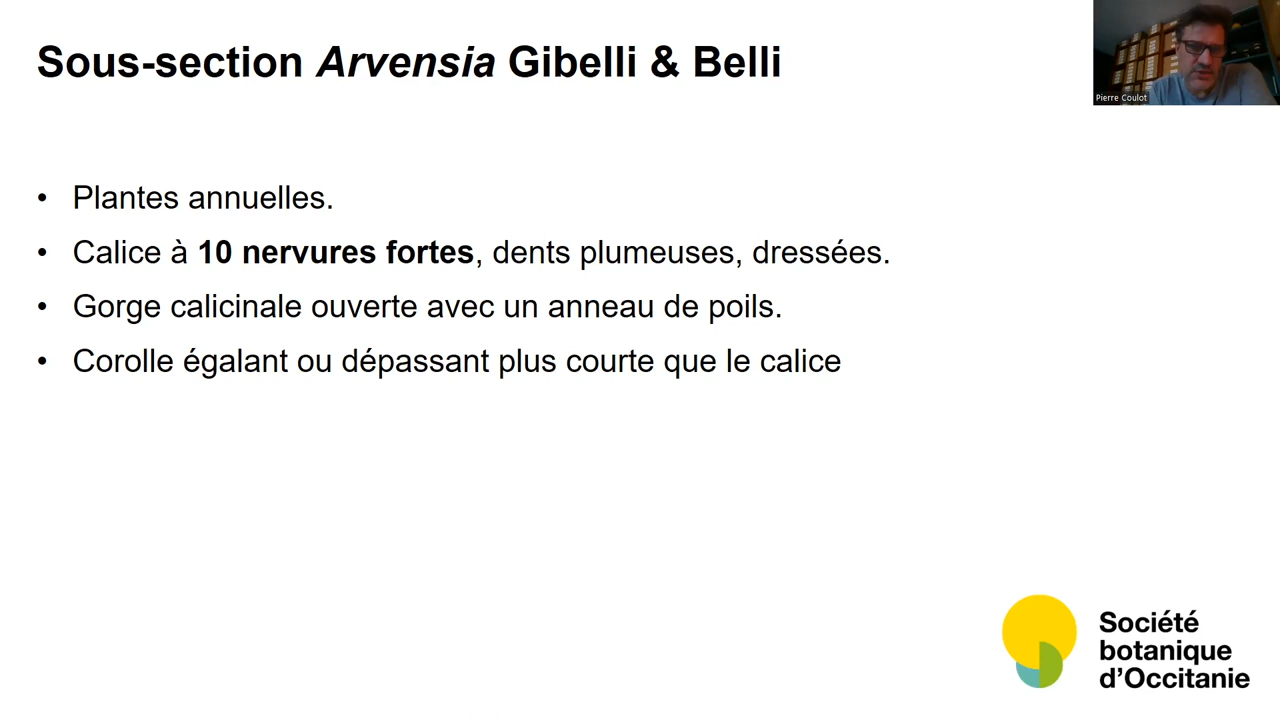 Sous-section Arvensia Gibelli & Belli
Pierre Coulot
• Plantes annuelles.
• Calice à 10 nervures fortes, dents plumeuses, dressées.
• Gorge calicinale ouverte avec un anneau de poils.
• Corolle égalant ou dépassant plus courte que le calice
Société
botanique
d'Occitanie